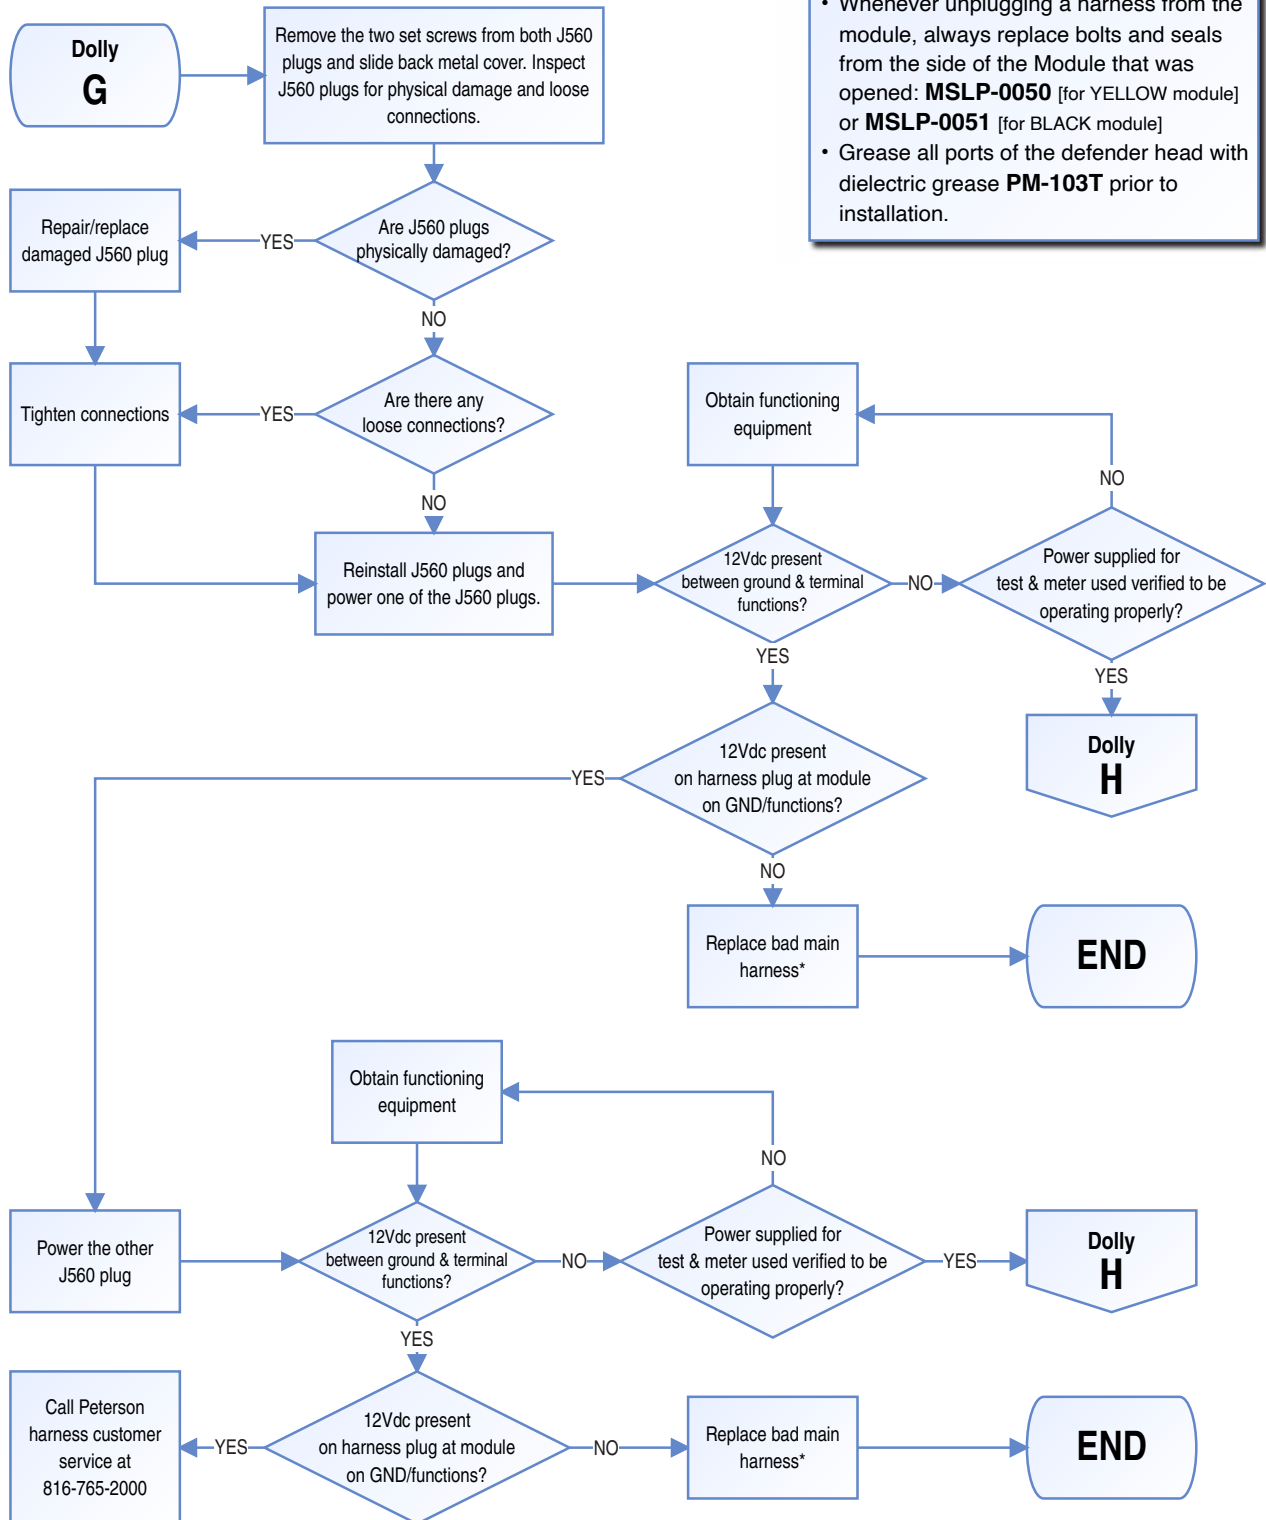 Dolly
G
Remove the two set screws from both J560
plugs and slide back metal cover. Inspect
J560 plugs for physical damage and loose
connections.
• Whenever unplugging a harness from the
module, always replace bolts and seals
from the side of the Module that was
opened: MSLP-0050 [for YELLOW module]
or MSLP-0051 [for BLACK module]
• Grease all ports of the defender head with
dielectric grease PM-103T prior to
installation.
Repair/replace
damaged J560 plug
YES
Are J560 plugs
physically damaged?
NO
Tighten connections
YES
Are there any
loose connections?
NO
Obtain functioning
equipment
NO
Reinstall J560 plugs and
power one of the J560 plugs.
12Vdc present
between ground & terminal
functions?
NO
Power supplied for
test & meter used verified to be
operating properly?
YES
YES
Dolly
H
YES
12Vdc present
on harness plug at module
on GND/functions?
NO
Replace bad main
harness*
END
Obtain functioning
equipment
NO
Power the other
J560 plug
12Vdc present
between ground & terminal
functions?
NO
Power supplied for
test & meter used verified to be
operating properly?
YES
Dolly
H
YES
Call Peterson
harness customer
service at
816-765-2000
YES
12Vdc present
on harness plug at module
on GND/functions?
NO
Replace bad main
harness*
END